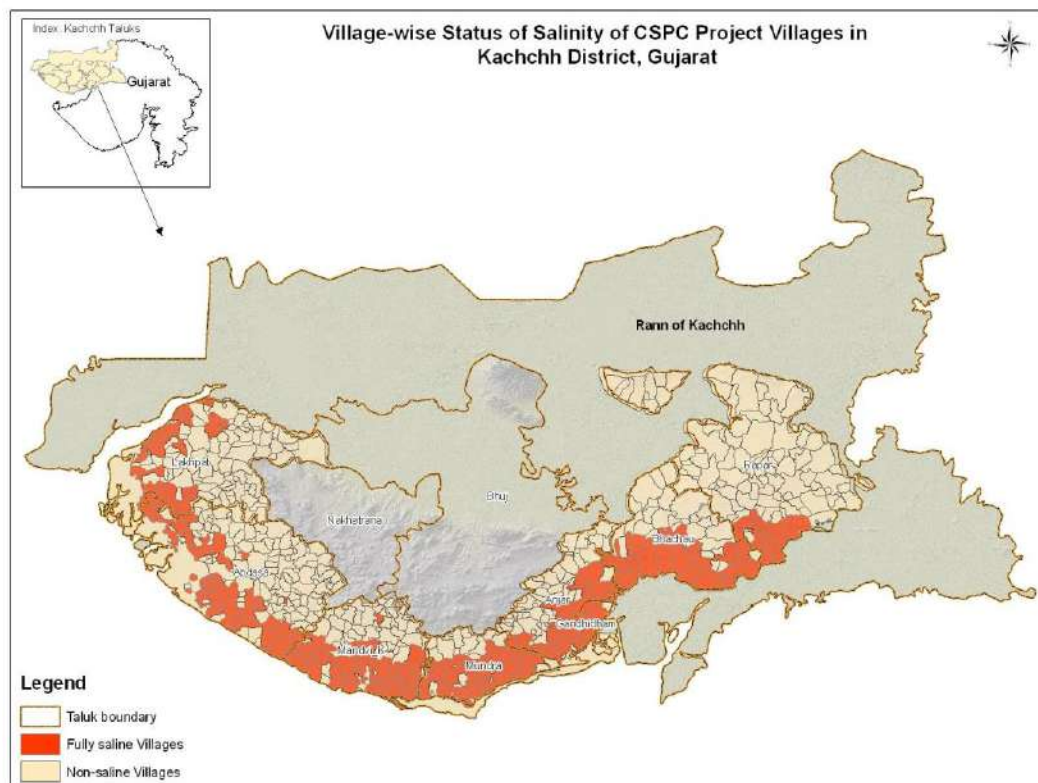 Index: Kachchh Taluks
Gujarat
Village-wise Status of Salinity of CSPC Project Villages in
Kachchh District, Gujarat
Rann of Kachchh
Lakhpat
Rapar
Bhuj
Nakhatrana
Bhachau
Abdasa
Anjar
Gandhidham
Mandvi
Mundra
Legend
Taluk boundary
Fully saline Villages
Non-saline Villages